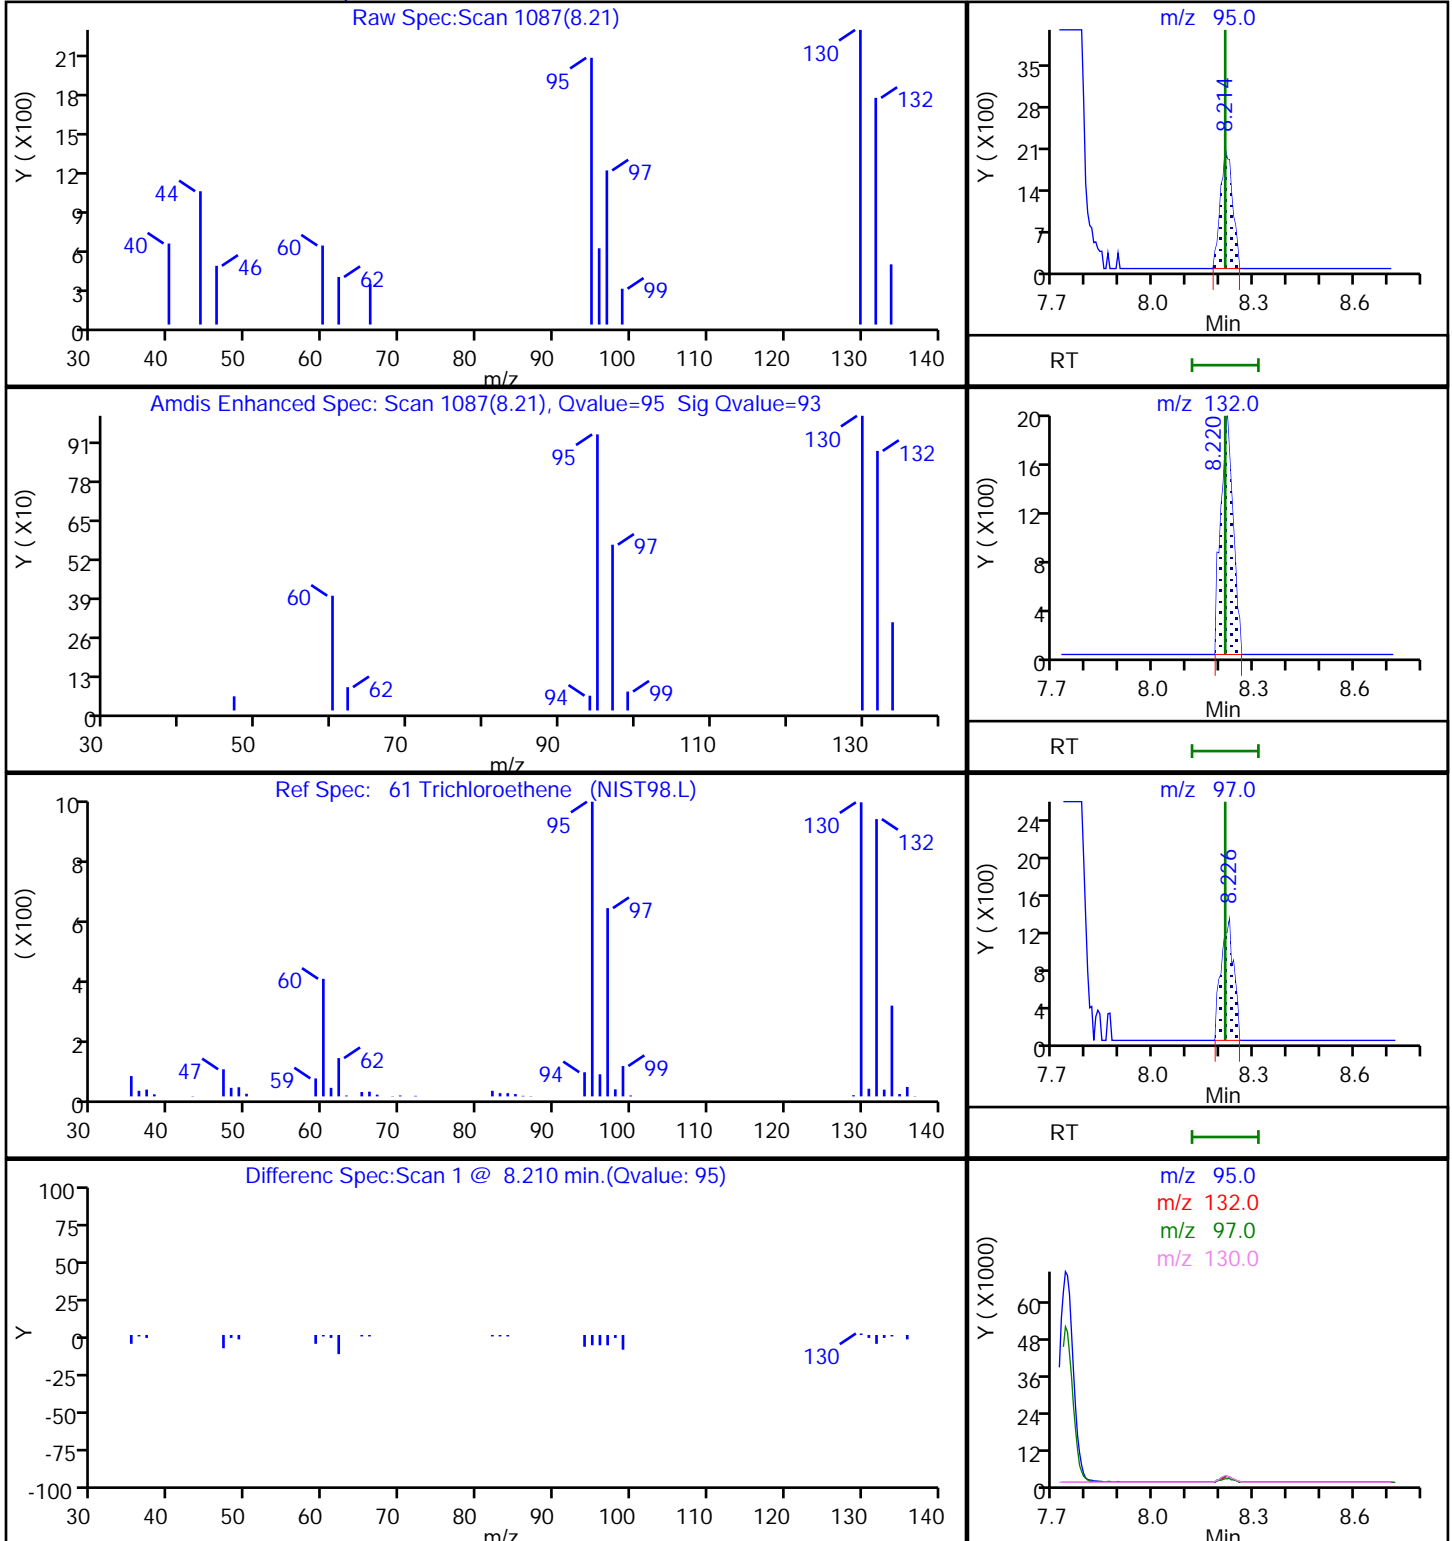 Raw Spec:Scan 1087(8.21)
Y ( X100)
21
18
15
12
9
6
3
0
40
44
46
60
62
95
97
99
130
132
30 40 50 60 70 80 90 100 110 120 130 140
m/z
m/z 95.0
Y ( X100)
35
28
21
14
7
0
8.214
7.7 8.0 8.3 8.6
Min
RT
Amdis Enhanced Spec: Scan 1087(8.21), Qvalue=95 Sig Qvalue=93
Y ( X10)
91
78
65
52
39
26
13
0
60
62
94
95
97
99
130
132
30 50 70 90 110 130
m/z
m/z 132.0
Y ( X100)
20
16
12
8
4
0
8.220
7.7 8.0 8.3 8.6
Min
RT
Ref Spec: 61 Trichloroethene (NIST98.L)
( X100)
10
8
6
4
2
0
47
59
60
62
94
95
97
99
130
132
30 40 50 60 70 80 90 100 110 120 130 140
m/z 97.0
Y ( X100)
24
20
16
12
8
4
0
8.226
7.7 8.0 8.3 8.6
Min
RT
Differenc Spec:Scan 1 @ 8.210 min.(Qvalue: 95)
Y
100
75
50
25
0
-25
-50
-75
-100
130
30 40 50 60 70 80 90 100 110 120 130 140
m/z
m/z 95.0
m/z 132.0
m/z 97.0
m/z 130.0
Y ( X1000)
60
48
36
24
12
0
7.7 8.0 8.3 8.6
Min